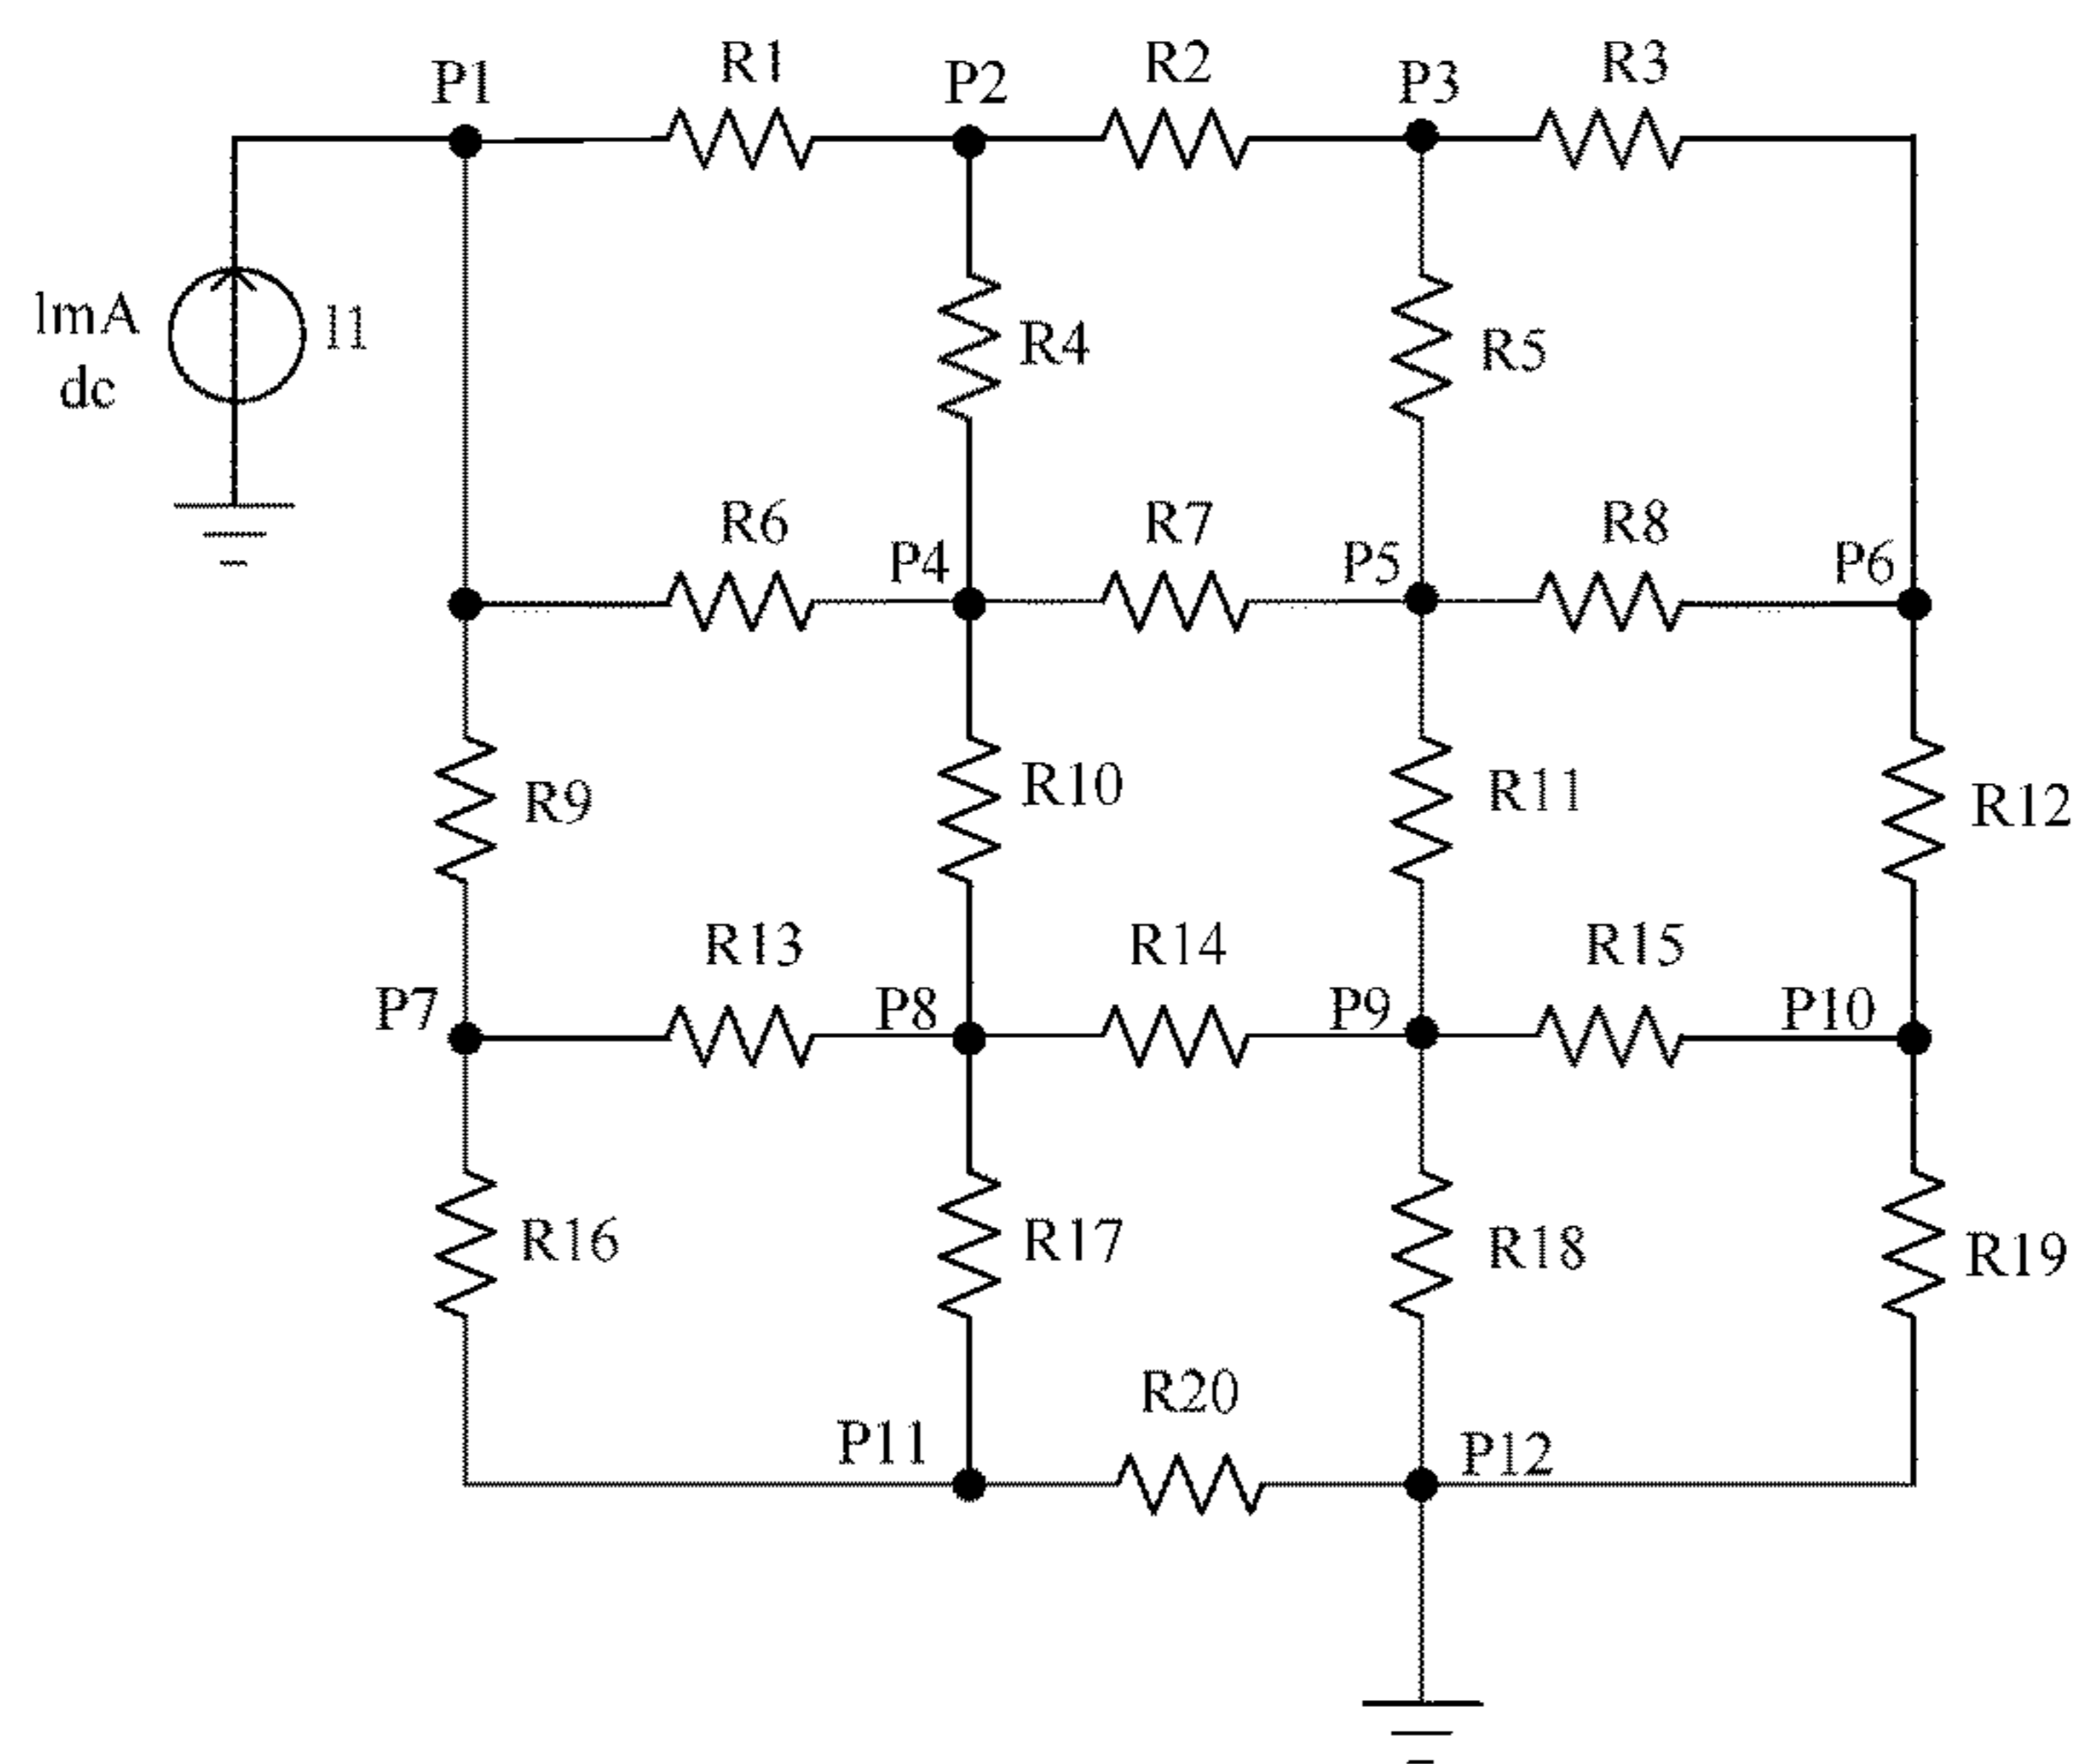 P1 R1 P2 R2 P3 R3
1mA dc I1 R4 R5
R6 P4 R7 P5 R8 P6
R9 R10 R11 R12
P7 R13 P8 R14 P9 R15 P10
R16 R17 R18 R19
P11 R20 P12